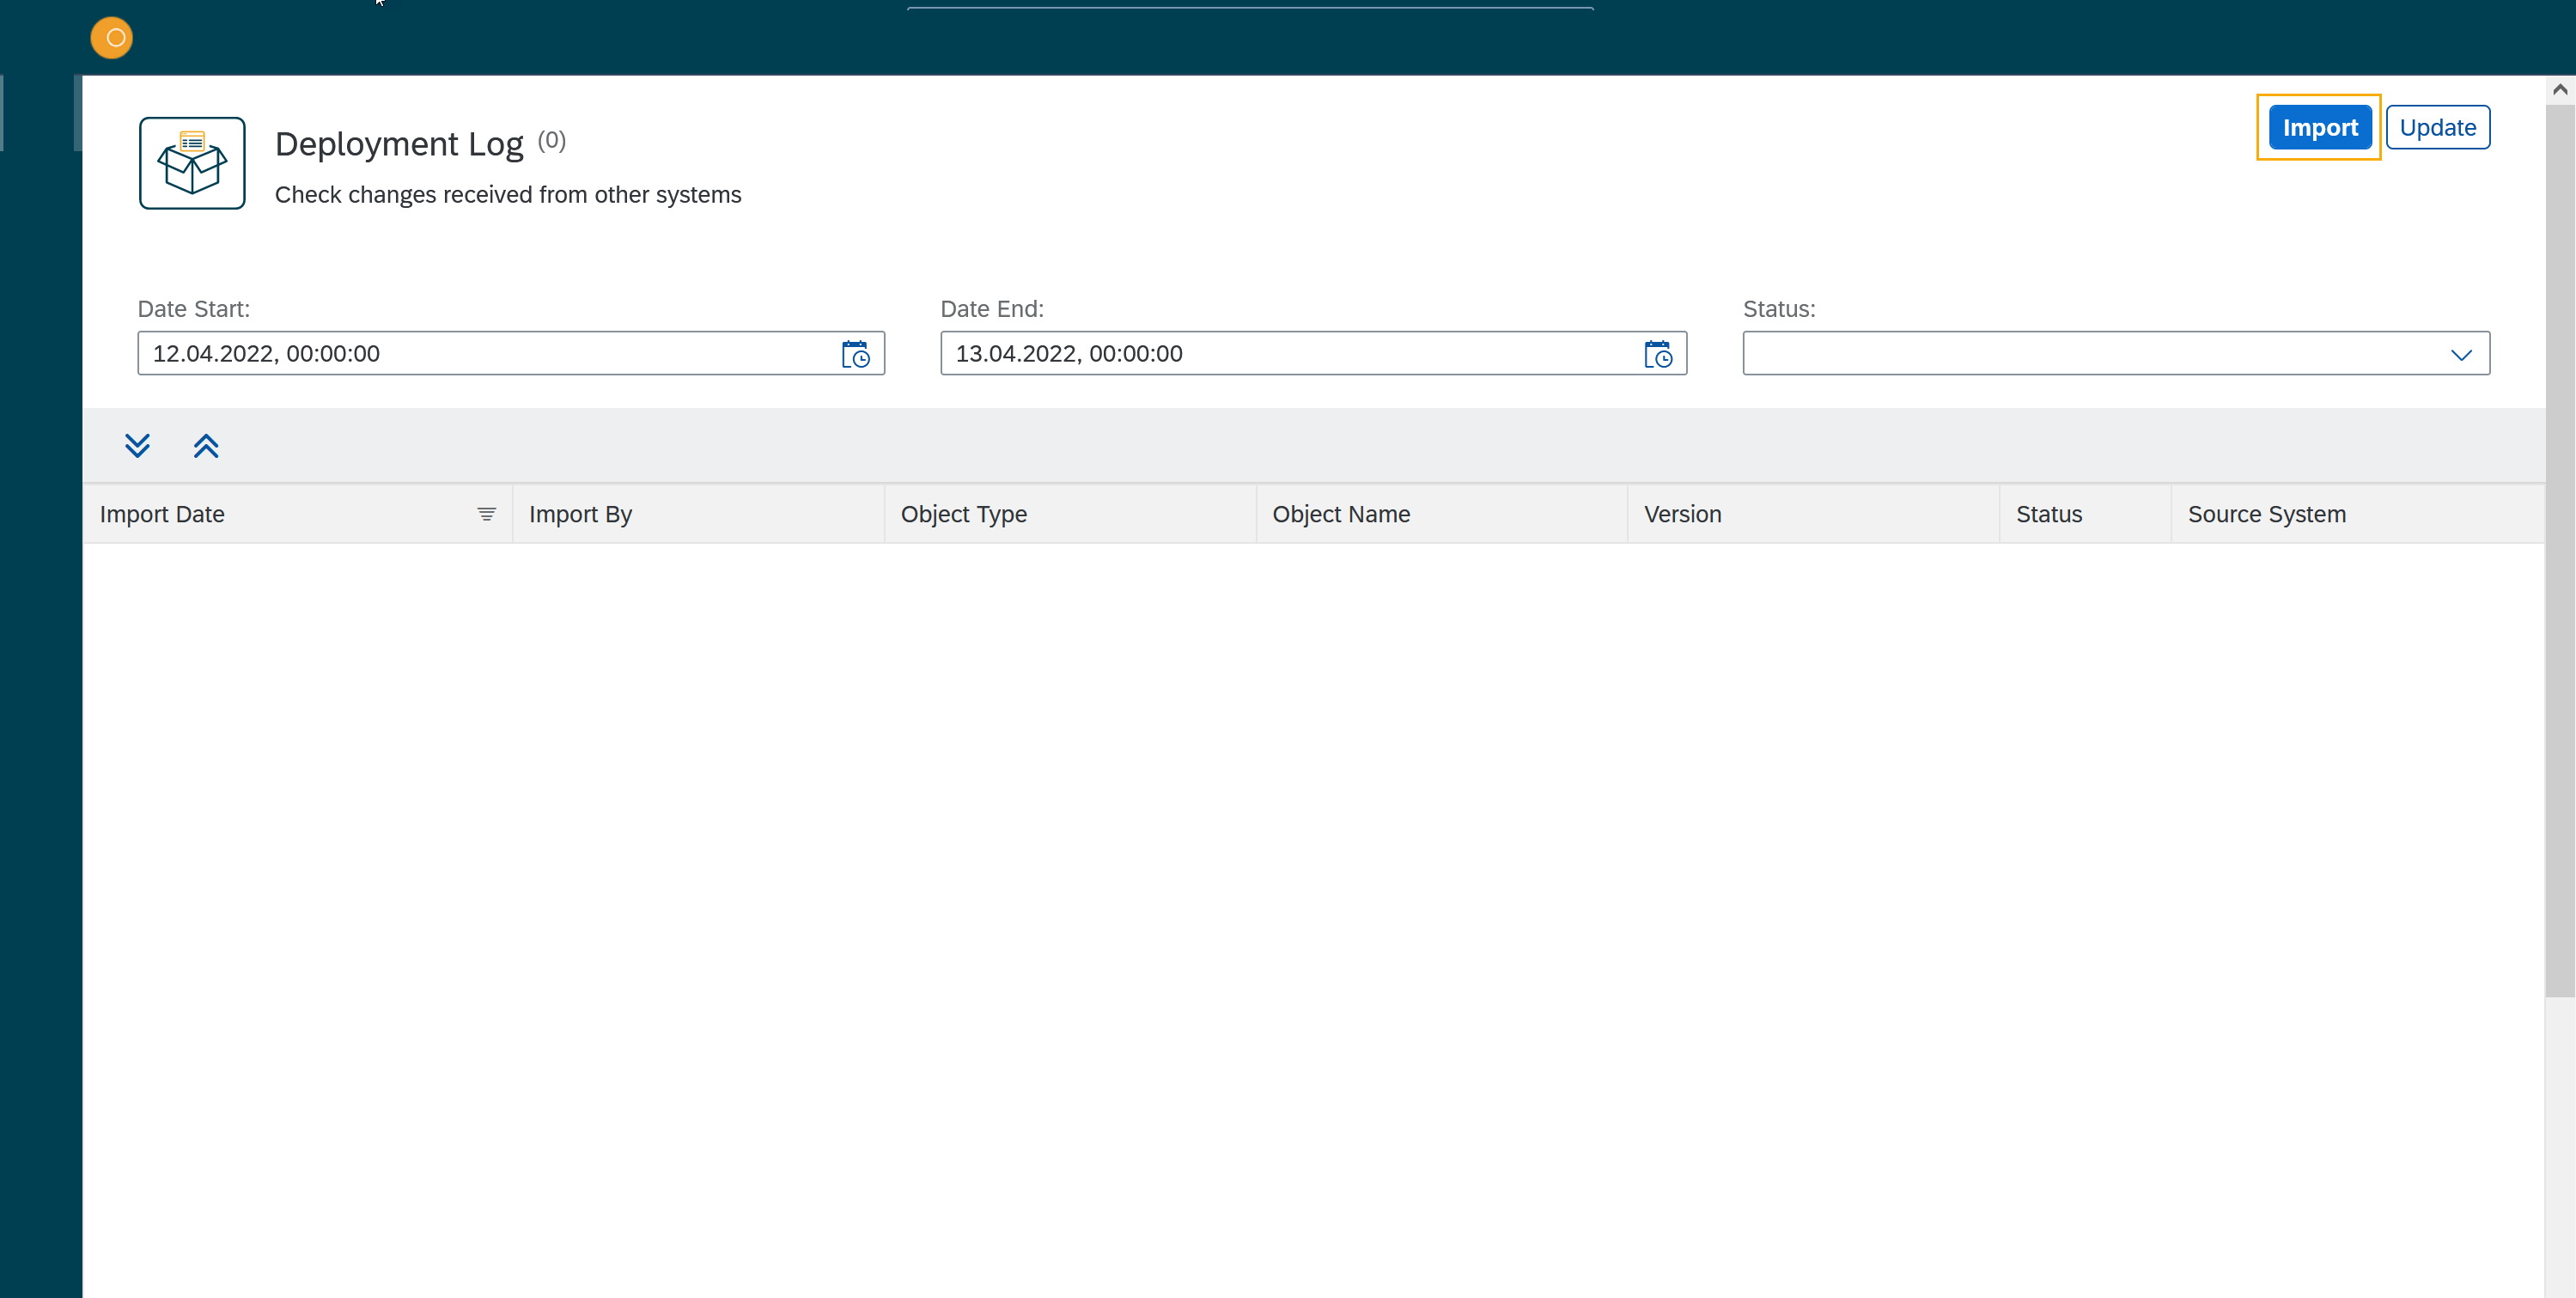 Deployment Log (0)
Check changes received from other systems
Import Update
Date Start: Date End: Status:
12.04.2022, 00:00:00 13.04.2022, 00:00:00
Import Date Import By Object Type Object Name Version Status Source System